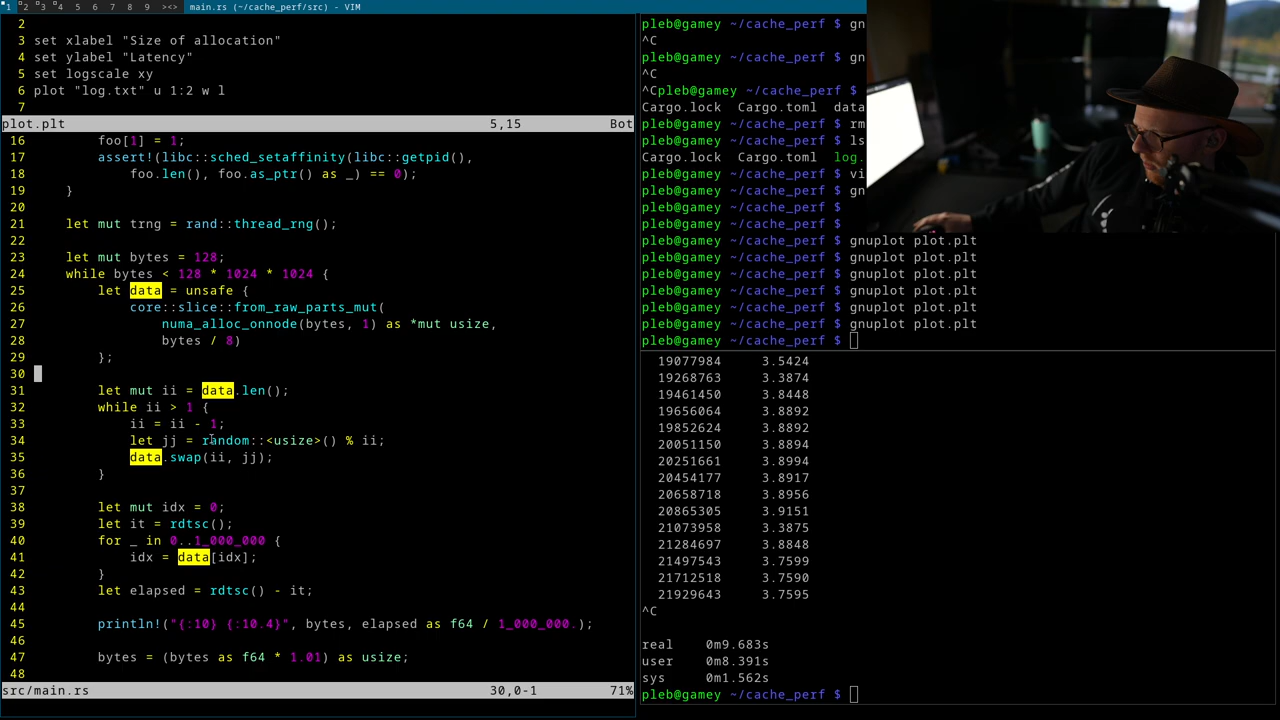 1 2 3 4 5 6 7 8 9 ><> main.rs (~/cache_perf/src) - VIM
2
3 set xlabel "Size of allocation"
4 set ylabel "Latency"
5 set logscale xy
6 plot "log.txt" u 1:2 w l
7
plot.plt 5,15 Bot
16 foo[1] = 1;
17 assert!(libc::sched_setaffinity(libc::getpid(),
18 foo.len(), foo.as_ptr() as _) == 0);
19 }
20
21 let mut trng = rand::thread_rng();
22
23 let mut bytes = 128;
24 while bytes < 128 * 1024 * 1024 {
25 let data = unsafe {
26 core::slice::from_raw_parts_mut(
27 numa_alloc_onnode(bytes, 1) as *mut usize,
28 bytes / 8)
29 };
30
31 let mut ii = data.len();
32 while ii > 1 {
33 ii = ii - 1;
34 let jj = random::<usize>() % ii;
35 data.swap(ii, jj);
36 }
37
38 let mut idx = 0;
39 let it = rdtsc();
40 for _ in 0..1_000_000 {
41 idx = data[idx];
42 }
43 let elapsed = rdtsc() - it;
44
45 println!("{:10} {:10.4}", bytes, elapsed as f64 / 1_000_000.);
46
47 bytes = (bytes as f64 * 1.01) as usize;
48
src/main.rs 30,0-1 71%
pleb@gamey ~/cache_perf $ gn
^C
pleb@gamey ~/cache_perf $ gn
^C
^Cpleb@gamey ~/cache_perf $
Cargo.lock Cargo.toml data
pleb@gamey ~/cache_perf $ rm
pleb@gamey ~/cache_perf $ ls
Cargo.lock Cargo.toml log.
pleb@gamey ~/cache_perf $ vi
pleb@gamey ~/cache_perf $ gn
pleb@gamey ~/cache_perf $
pleb@gamey ~/cache_perf $
pleb@gamey ~/cache_perf $ gnuplot plot.plt
pleb@gamey ~/cache_perf $ gnuplot plot.plt
pleb@gamey ~/cache_perf $ gnuplot plot.plt
pleb@gamey ~/cache_perf $ gnuplot plot.plt
pleb@gamey ~/cache_perf $ gnuplot plot.plt
pleb@gamey ~/cache_perf $ gnuplot plot.plt
pleb@gamey ~/cache_perf $
19077984 3.5424
19268763 3.3874
19461450 3.8448
19656064 3.8892
19852624 3.8892
20051150 3.8894
20251661 3.8994
20454177 3.8917
20658718 3.8956
20865305 3.9151
21073958 3.3875
21284697 3.8848
21497543 3.7599
21712518 3.7590
21929643 3.7595
^C
real 0m9.683s
user 0m8.391s
sys 0m1.562s
pleb@gamey ~/cache_perf $